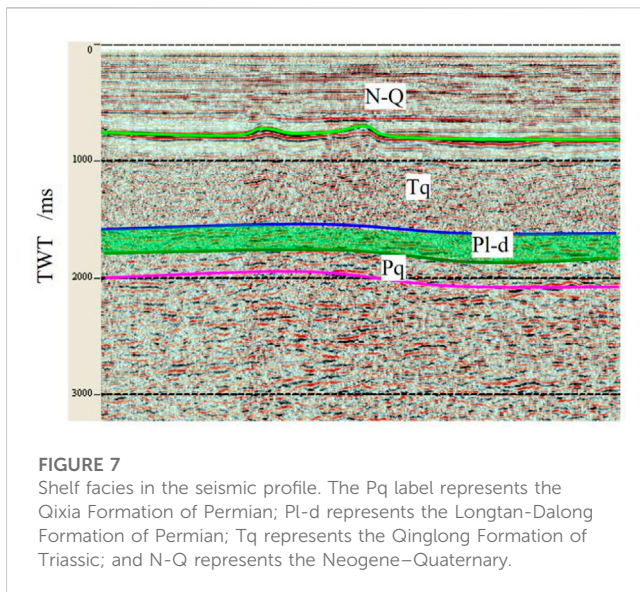 0
N-Q
1000
Tq
TWT /ms
Pl-d
Pq
2000
3000
FIGURE 7
Shelf facies in the seismic profile. The Pq label represents the
Qixia Formation of Permian; Pl-d represents the Longtan-Dalong
Formation of Permian; Tq represents the Qinglong Formation of
Triassic; and N-Q represents the Neogene–Quaternary.